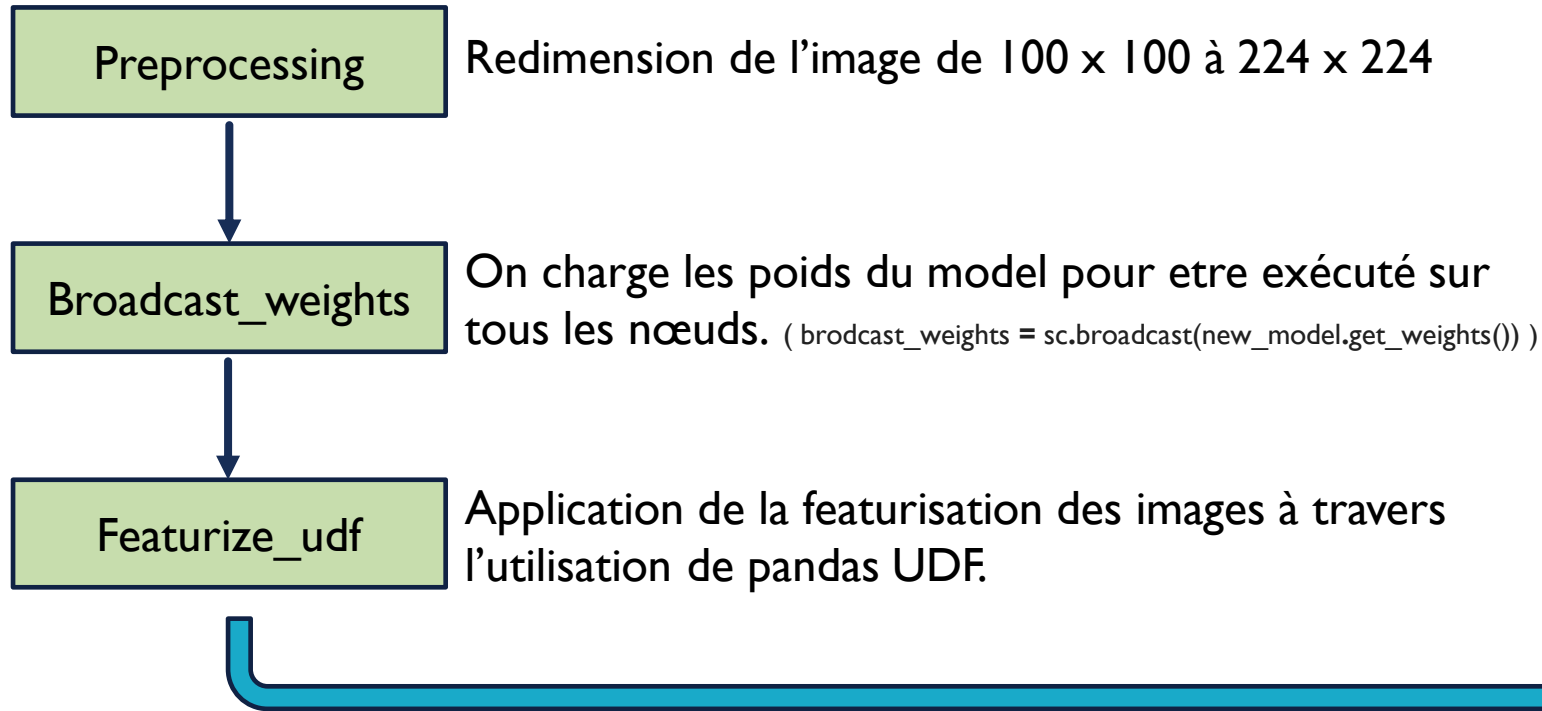 Preprocessing
Redimension de l'image de 100 x 100 à 224 x 224
Broadcast_weights
On charge les poids du model pour etre exécuté sur
tous les nœuds. ( brodcast_weights = sc.broadcast(new_model.get_weights()) )
Featurize_udf
Application de la featurisation des images à travers
l'utilisation de pandas UDF.